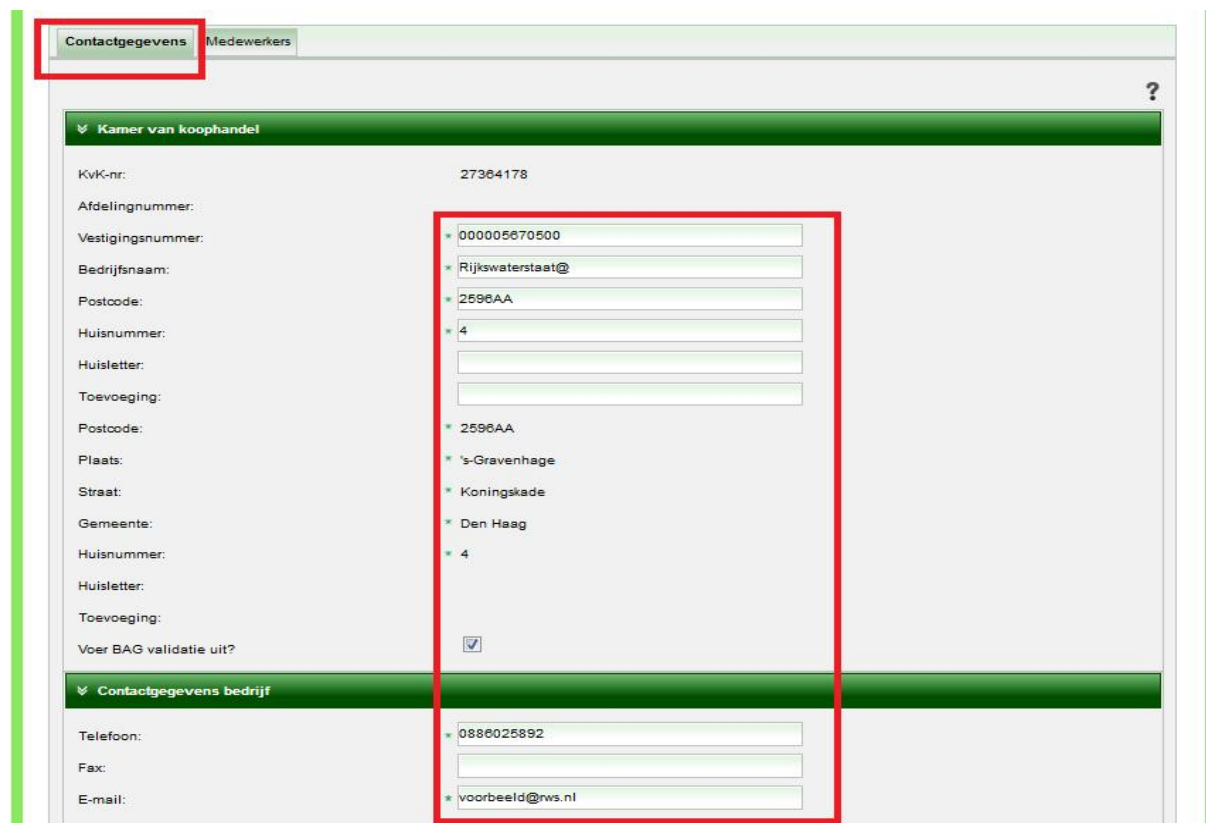 Contactgegevens Medewerkers
?
Kamer van koophandel
KvK-nr: 27364178
Afdelingnummer:
Vestigingsnummer: * 000005670500
Bedrijfsnaam: * Rijkswaterstaat@
Postcode: * 2596AA
Huisnummer: * 4
Huisletter:
Toevoeging:
Postcode: * 2596AA
Plaats: * 's-Gravenhage
Straat: * Koningskade
Gemeente: * Den Haag
Huisnummer: * 4
Huisletter:
Toevoeging:
Voer BAG validatie uit?
Contactgegevens bedrijf
Telefoon: * 0886025892
Fax:
E-mail: * voorbeeld@rws.nl